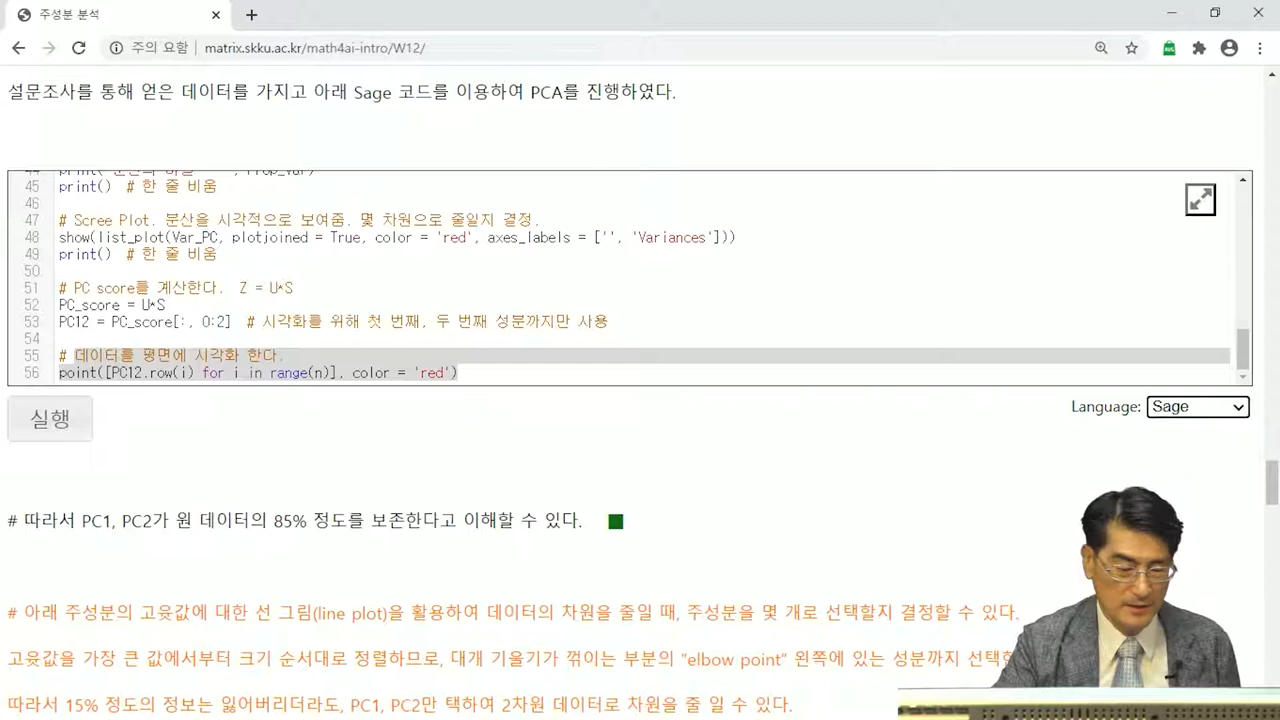 주성분 분석
주의 요함
matrix.skku.ac.kr/math4ai-intro/W12/
설문조사를 통해 얻은 데이터를 가지고 아래 Sage 코드를 이용하여 PCA를 진행하였다.
45 print() # 한 줄 비움
46
47 # Scree Plot. 분산을 시각적으로 보여줌. 몇 차원으로 줄일지 결정.
48 show(list_plot(Var_PC, plotjoined = True, color = 'red', axes_labels = ['', 'Variances']))
49 print() # 한 줄 비움
50
51 # PC score를 계산한다. Z = U*S
52 PC_score = U*S
53 PC12 = PC_score[:, 0:2] # 시각화를 위해 첫 번째, 두 번째 성분까지만 사용
54
55 # 데이터를 평면에 시각화 한다.
56 point([PC12.row(i) for i in range(n)], color = 'red')
실행
Language: Sage
# 따라서 PC1, PC2가 원 데이터의 85% 정도를 보존한다고 이해할 수 있다.
# 아래 주성분의 고윳값에 대한 선 그림(line plot)을 활용하여 데이터의 차원을 줄일 때, 주성분을 몇 개로 선택할지 결정할 수 있다.
고윳값을 가장 큰 값에서부터 크기 순서대로 정렬하므로, 대개 기울기가 꺾이는 부분의 "elbow point" 왼쪽에 있는 성분까지
따라서 15% 정도의 정보는 잃어버리더라도, PC1, PC2만 택하여 2차원 데이터로 차원을 줄 일 수 있다.